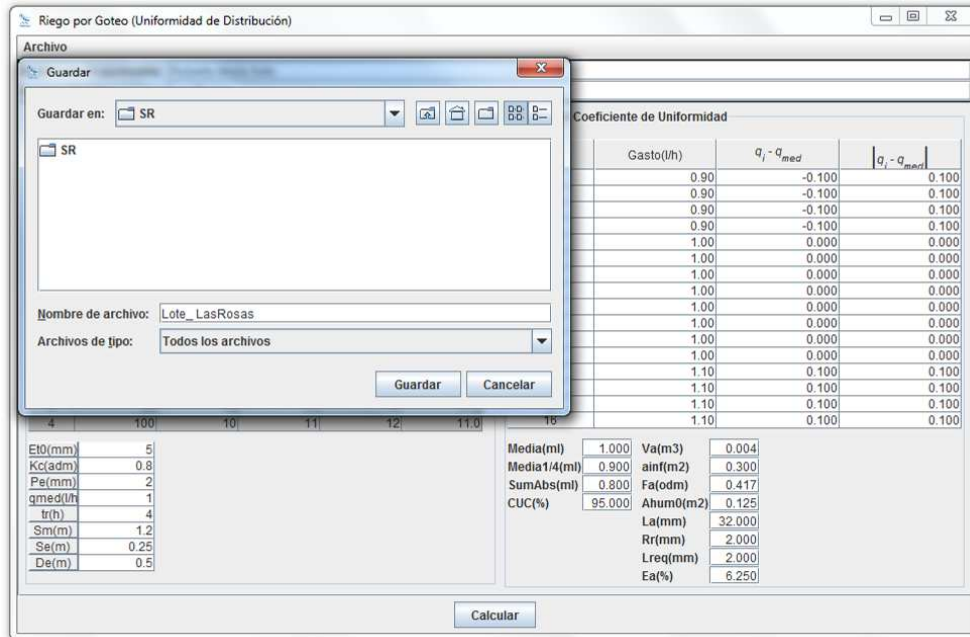 Riego por Goteo (Uniformidad de Distribución)
Archivo
Guardar
Guardar en: SR
SR
Nombre de archivo: Lote_ LasRosas
Archivos de tipo: Todos los archivos
Guardar Cancelar
Coeficiente de Uniformidad
Gasto(l/h) q i - q med |q i - q med|
0.90 -0.100 0.100
0.90 -0.100 0.100
0.90 -0.100 0.100
0.90 -0.100 0.100
1.00 0.000 0.000
1.00 0.000 0.000
1.00 0.000 0.000
1.00 0.000 0.000
1.00 0.000 0.000
1.00 0.000 0.000
1.00 0.000 0.000
1.00 0.000 0.000
1.10 0.100 0.100
1.10 0.100 0.100
1.10 0.100 0.100
16 1.10 0.100 0.100
4 100 10 11 12 11.0
Et0(mm) 5
Kc(adm) 0.8
Pe(mm) 2
qmed(l/h 1
tr(h) 4
Sm(m) 1.2
Se(m) 0.25
De(m) 0.5
Media(ml) 1.000 Va(m3) 0.004
Media1/4(ml) 0.900 ainf(m2) 0.300
SumAbs(ml) 0.800 Fa(odm) 0.417
CUC(%) 95.000 Ahum0(m2) 0.125
La(mm) 32.000
Rr(mm) 2.000
Lreq(mm) 2.000
Ea(%) 6.250
Calcular